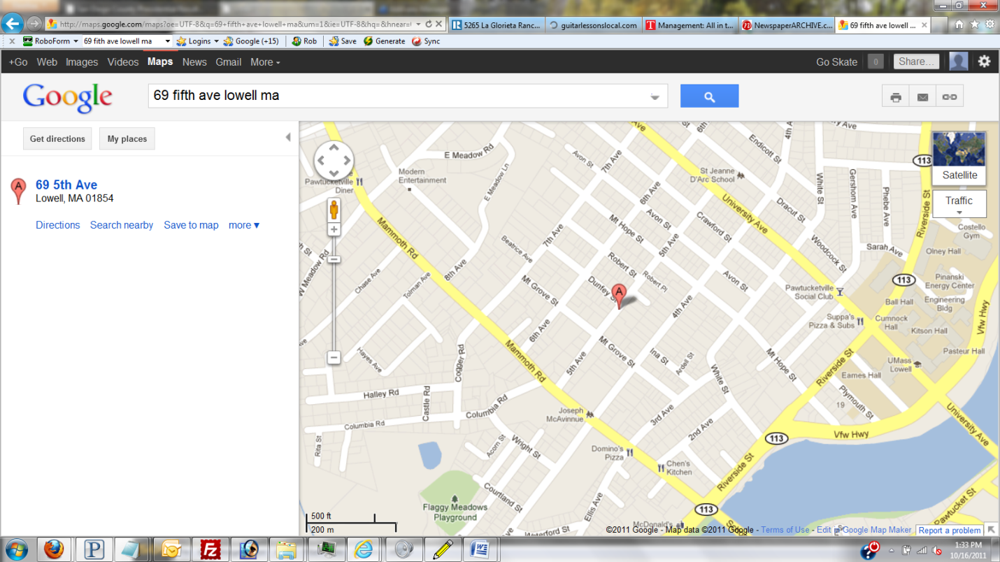 http://maps.google.com/maps?oe=UTF-8&q=69+fifth+ave+lowell+ma&um=1&ie=UTF-8&hq=&hnear=
5265 La Glorieta Ranc...
guitarlessonslocal.com
Management: All in t...
NewspaperARCHIVE.c...
69 fifth ave lowell ...
RoboForm
69 fith ave lowell ma
Logins
Google (+15)
Rob
Save
Generate
Sync
+Go Web Images Videos Maps News Gmail More
Go Skate
0
Share...
Google
69 fifth ave lowell ma
Get directions
My places
A
69 5th Ave
Lowell, MA 01854
Directions Search nearby Save to map more ▼
Satellite
Traffic
E Meadow Rd
Modern Entertainment
Pawtucketville Diner
E Meadow Ln
Avon St
7th Ave
6th St
Ave
St
4th A
Endicott St
y Ave
113
St Jeanne D'Arc School
White St
Gershom Ave
Phebe Ave
Riverside St
6th Ave
University Ave
Dracut St
Mammoth Rd
Beatrice Ave
7th Ave
Mt Hope St
Avon St
5th Ave
Crawford St
Woodcock St
Sarah Ave
Costello Gym
Olney Hall
W Meadow Rd
Chase Ave
Tolman Ave
8th Ave
Mt Grove St
Dunfey St
Robert St
Robert Pl
A
Avon St
4th Ave
Pawtucketville Social Club
113
Pinanski Energy Center
Ball Hall
Engineering Bldg
Cumnock Hall
Kitson Hall
Vfw Hwy
Suppa's Pizza & Subs
Pasteur Hall
Hayes Ave
Coger Rd
6th Ave
Mammoth Rd
5th Ave
Mt Grove St
Ina St
Ardell St
White St
Mt Hope St
Riverside St
UMass Lowell
Eames Hall
Plymouth St
19
Halley Rd
Castle Rd
Columbia Rd
Columbia Rd
Rita St
Joseph McAvinnue
3rd Ave
2nd Ave
113
Vfw Hwy
University Ave
Acorn St
Wright St
Domino's Pizza
Chen's Kitchen
Riverside St
Courtland St
Flaggy Meadows Playground
Ellis Ave
McDonald's
113
Pawtucket St
500 ft
200 m
©2011 Google - Map data ©2011 Google - Terms of Use - Edit in Google Map Maker
Report a problem
1:33 PM
10/16/2011